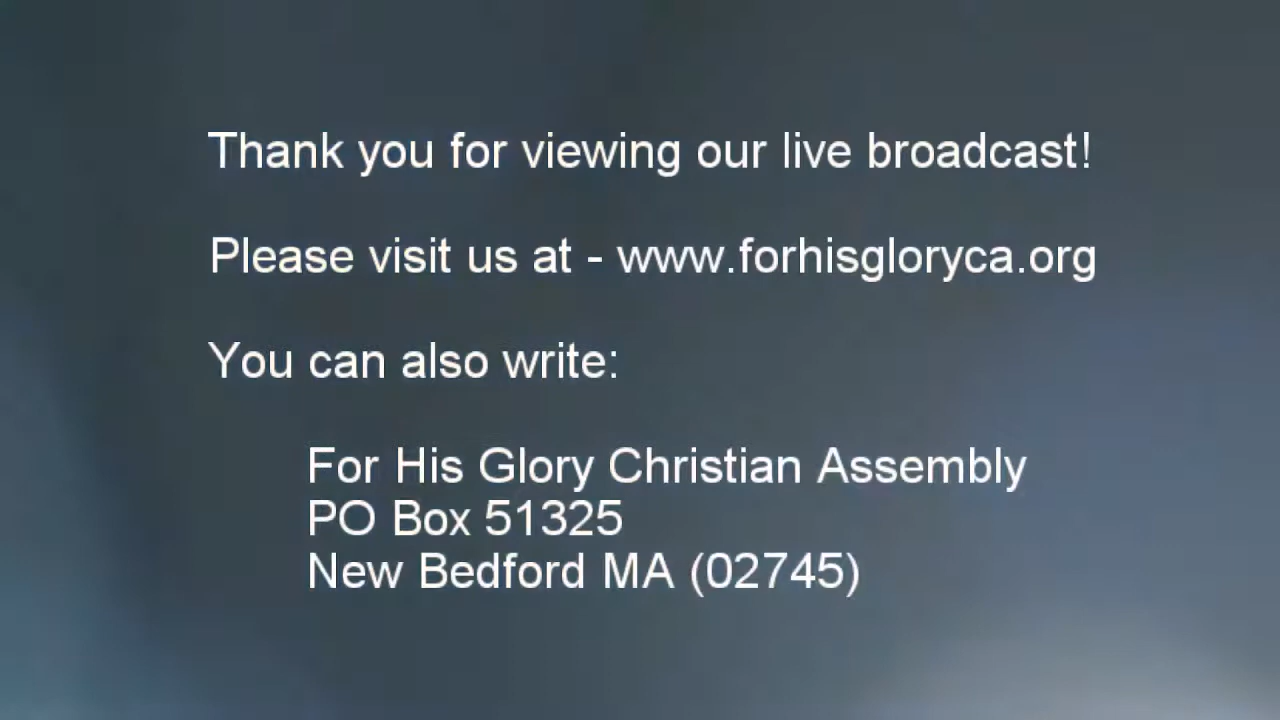 Thank you for viewing our live broadcast!
Please visit us at - www.forhisgloryca.org
You can also write:
For His Glory Christian Assembly
PO Box 51325
New Bedford MA (02745)